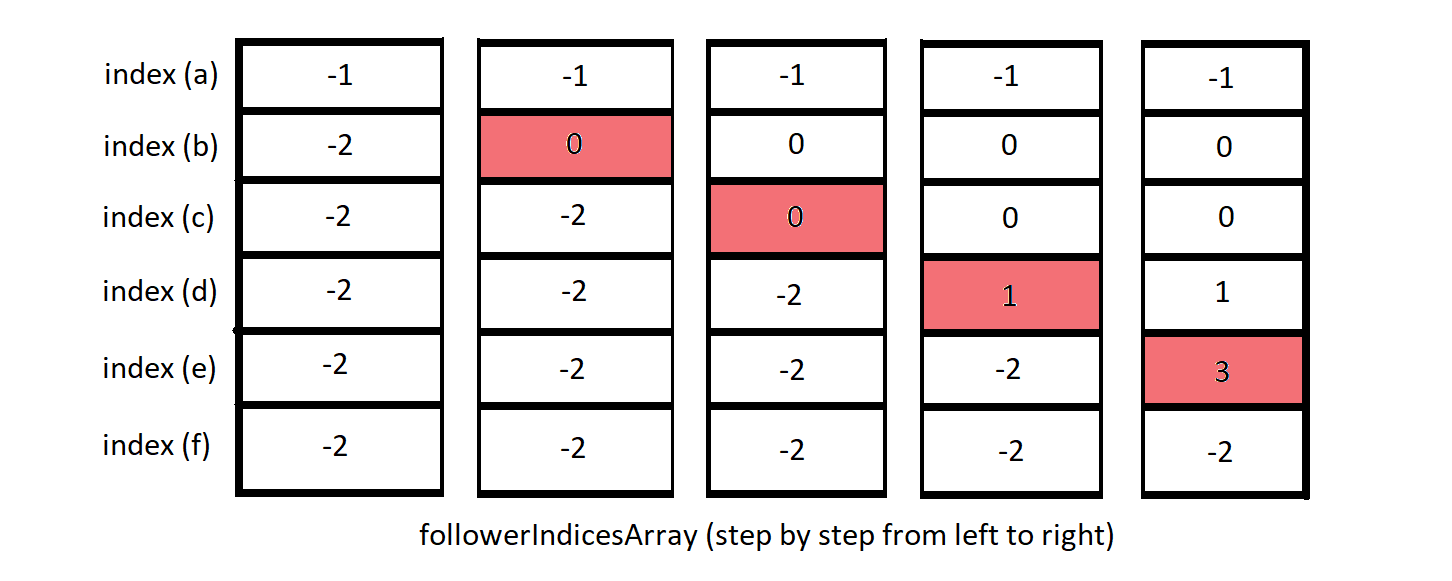 index (a) -1 -1 -1 -1 -1
index (b) -2 0 0 0 0
index (c) -2 -2 0 0 0
index (d) -2 -2 -2 1 1
index (e) -2 -2 -2 -2 3
index (f) -2 -2 -2 -2 -2
followerIndicesArray (step by step from left to right)